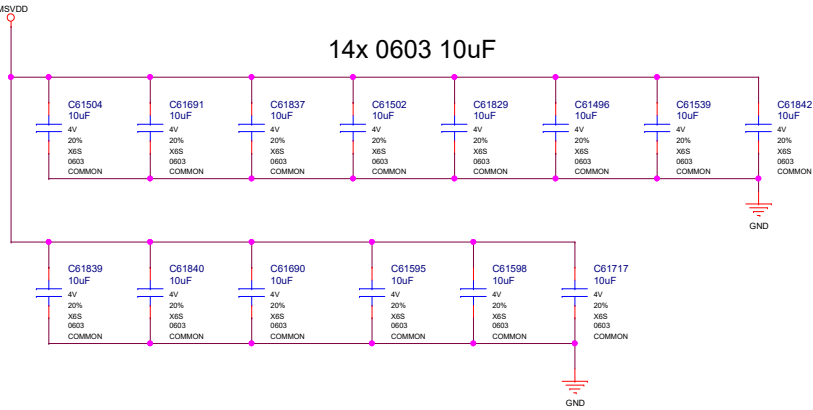 MSVDD
14x 0603 10uF
C61504
10uF
4V
20%
X6S
0603
COMMON
C61691
10uF
4V
20%
X6S
0603
COMMON
C61837
10uF
4V
20%
X6S
0603
COMMON
C61502
10uF
4V
20%
X6S
0603
COMMON
C61829
10uF
4V
20%
X6S
0603
COMMON
C61496
10uF
4V
20%
X6S
0603
COMMON
C61539
10uF
4V
20%
X6S
0603
COMMON
C61842
10uF
4V
20%
X6S
0603
COMMON
GND
C61839
10uF
4V
20%
X6S
0603
COMMON
C61840
10uF
4V
20%
X6S
0603
COMMON
C61690
10uF
4V
20%
X6S
0603
COMMON
C61595
10uF
4V
20%
X6S
0603
COMMON
C61598
10uF
4V
20%
X6S
0603
COMMON
C61717
10uF
4V
20%
X6S
0603
COMMON
GND